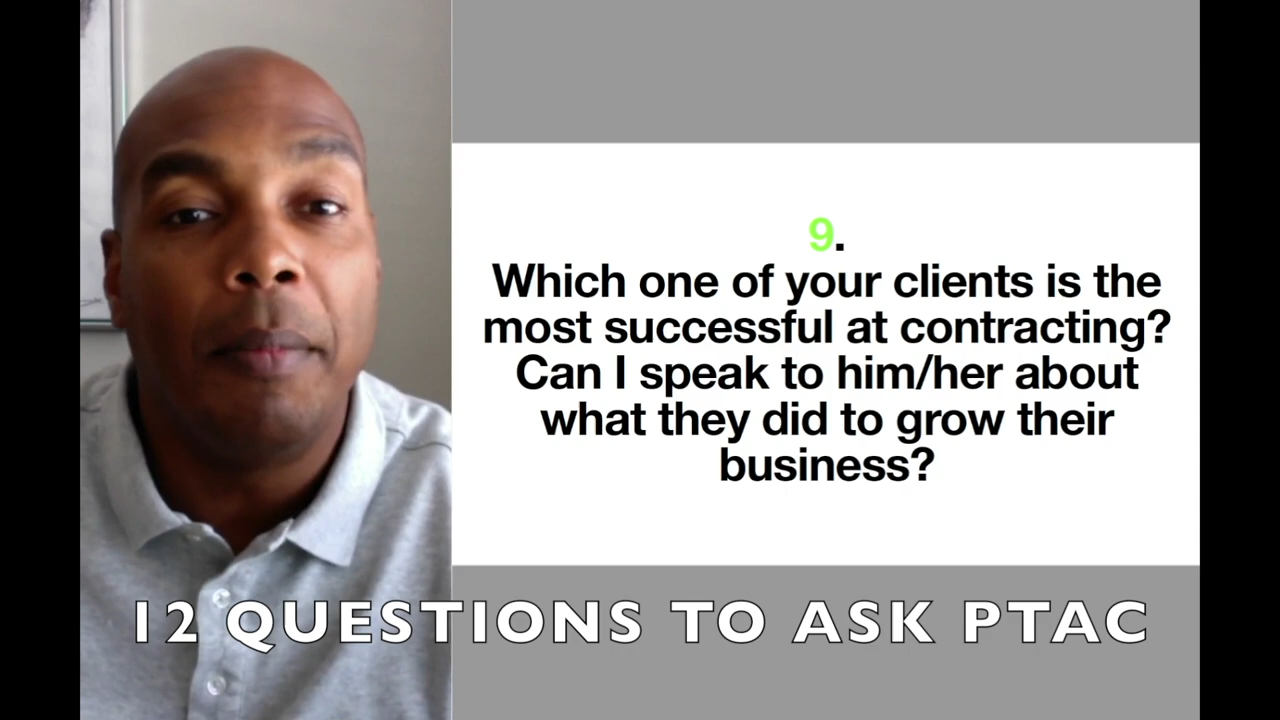 9.
Which one of your clients is the
most successful at contracting?
Can I speak to him/her about
what they did to grow their
business?
12 QUESTIONS TO ASK PTAC